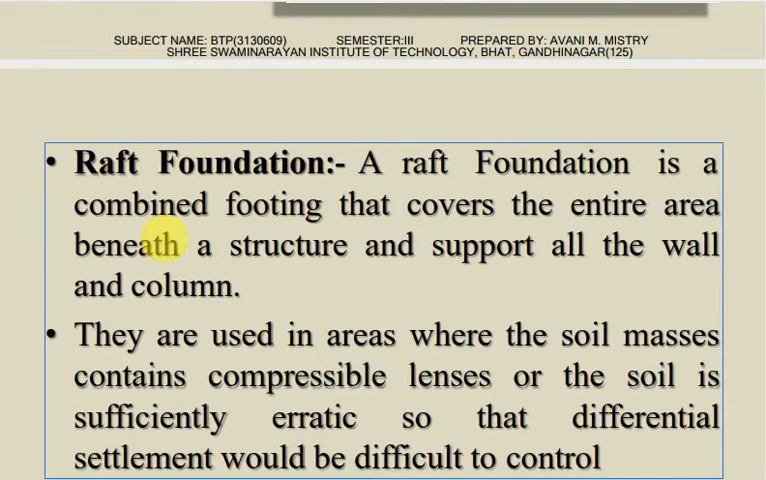 SUBJECT NAME: BTP(3130609) SEMESTER:III PREPARED BY: AVANI M. MISTRY
SHREE SWAMINARAYAN INSTITUTE OF TECHNOLOGY, BHAT, GANDHINAGAR(125)
• Raft Foundation:- A raft Foundation is a
combined footing that covers the entire area
beneath a structure and support all the wall
and column.
• They are used in areas where the soil masses
contains compressible lenses or the soil is
sufficiently erratic so that differential
settlement would be difficult to control